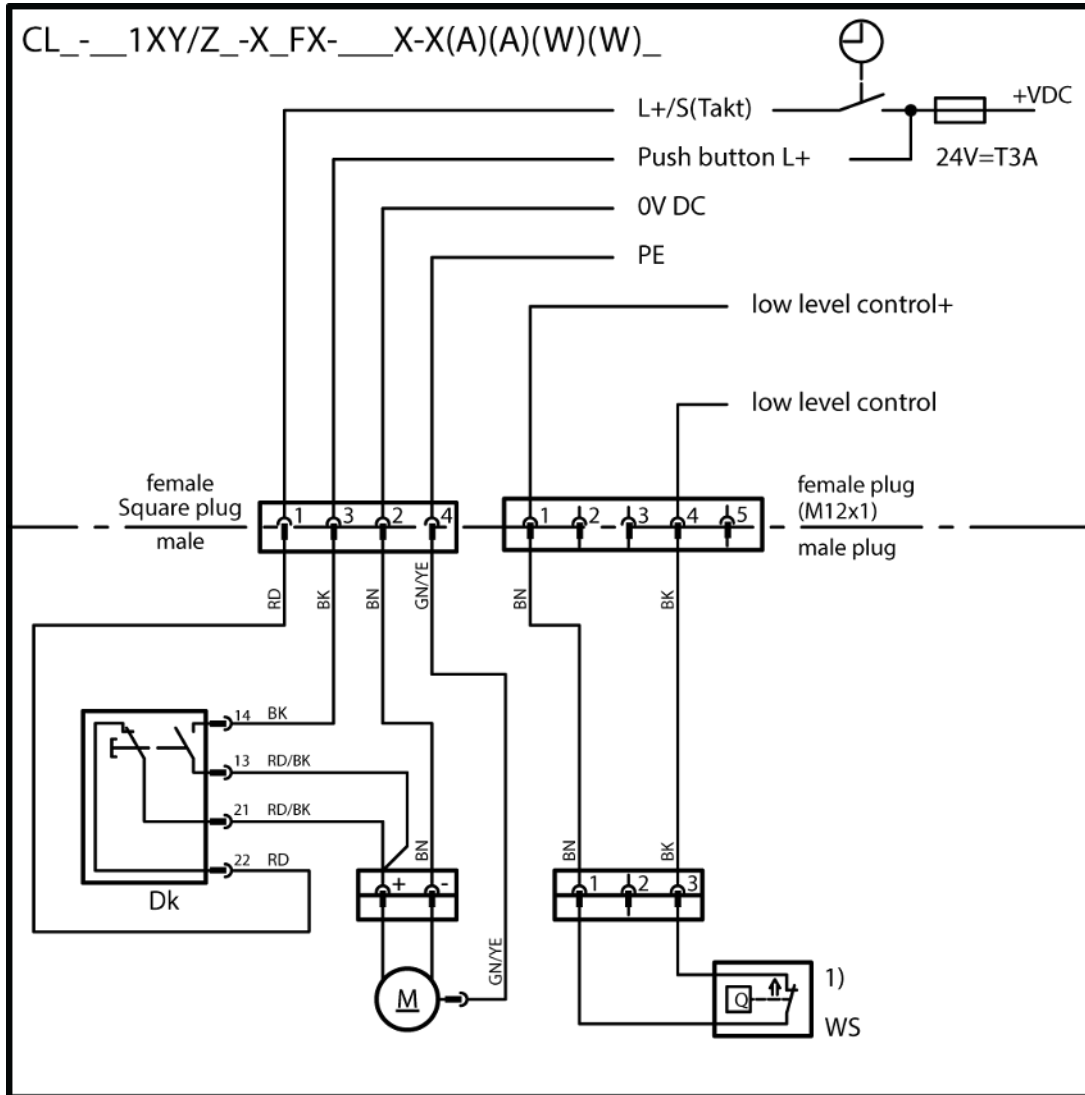 CL_-__1XY/Z_-X_FX-___X-X(A)(A)(W)(W)_
L+/S(Takt)
+VDC
Push button L+
24V=T3A
0V DC
PE
low level control+
low level control
female
Square plug
male
1 3 2 4
1 2 3 4 5
female plug
(M12x1)
male plug
RD
BK
BN
GN/YE
BN
BK
14 BK
13 RD/BK
21 RD/BK
22 RD
Dk
BN
+ -
GN/YE
M
BN
BK
1 2 3
Q
1)
WS